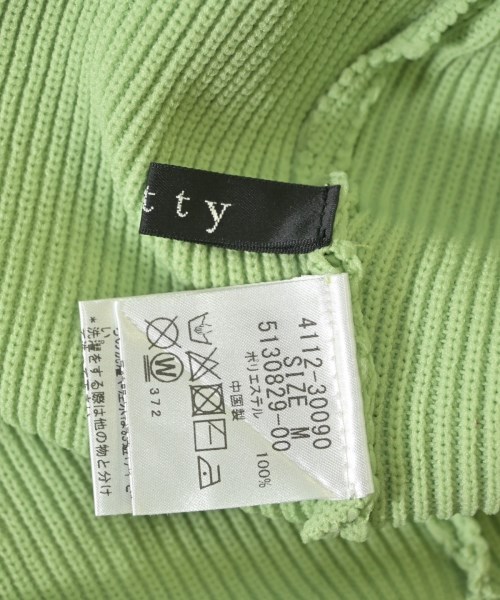 tty
4112-30090
SIZE M
5130829-00
ポリエステル 100%
中国製
W
372
*洗濯をする際は他の物と分け